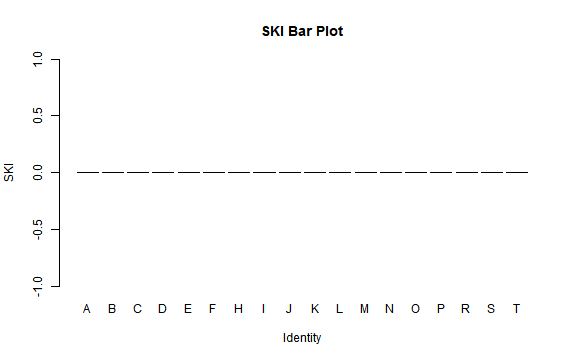 SKI Bar Plot
1.0
0.5
0.0
-0.5
-1.0
SKI
A B C D E F H I J K L M N O P R S T
Identity